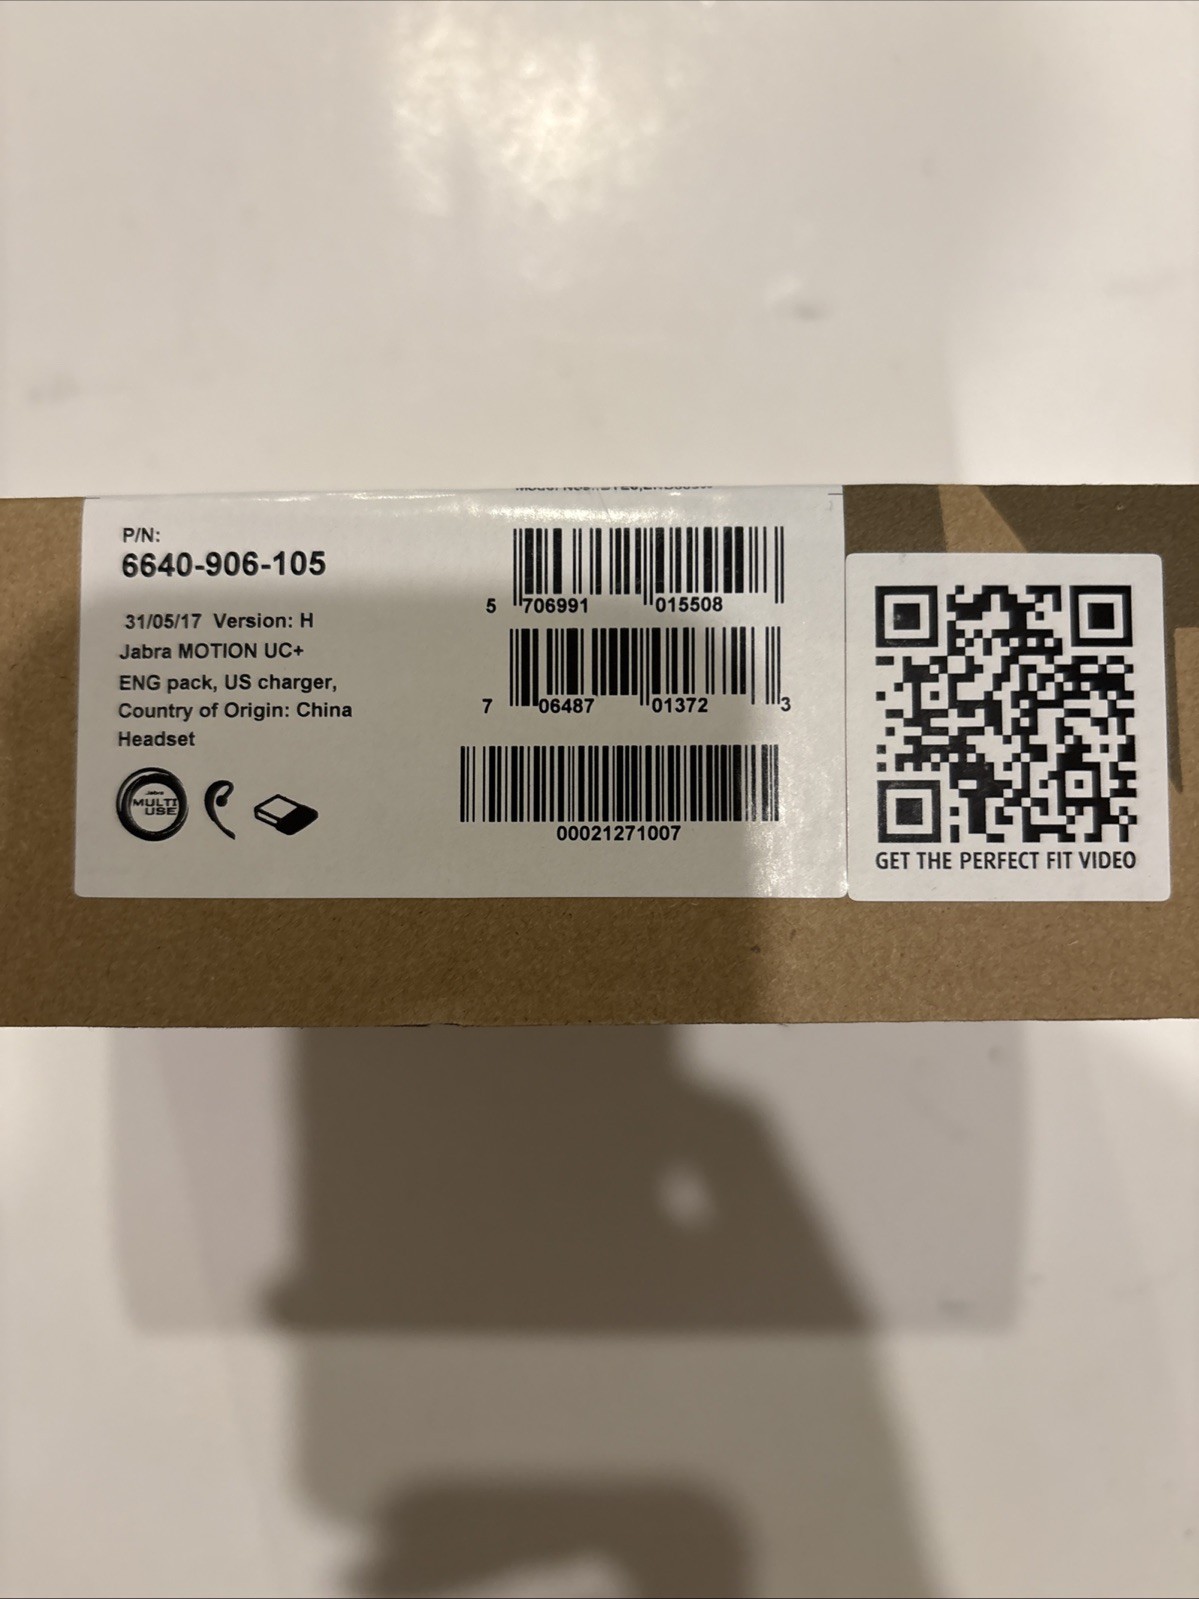 P/N:
6640-906-105
31/05/17 Version: H
Jabra MOTION UC+
ENG pack, US charger,
Country of Origin: China
Headset
Jabra
MULTI
USE
5 706991 015508
7 06487 01372 3
00021271007
GET THE PERFECT FIT VIDEO